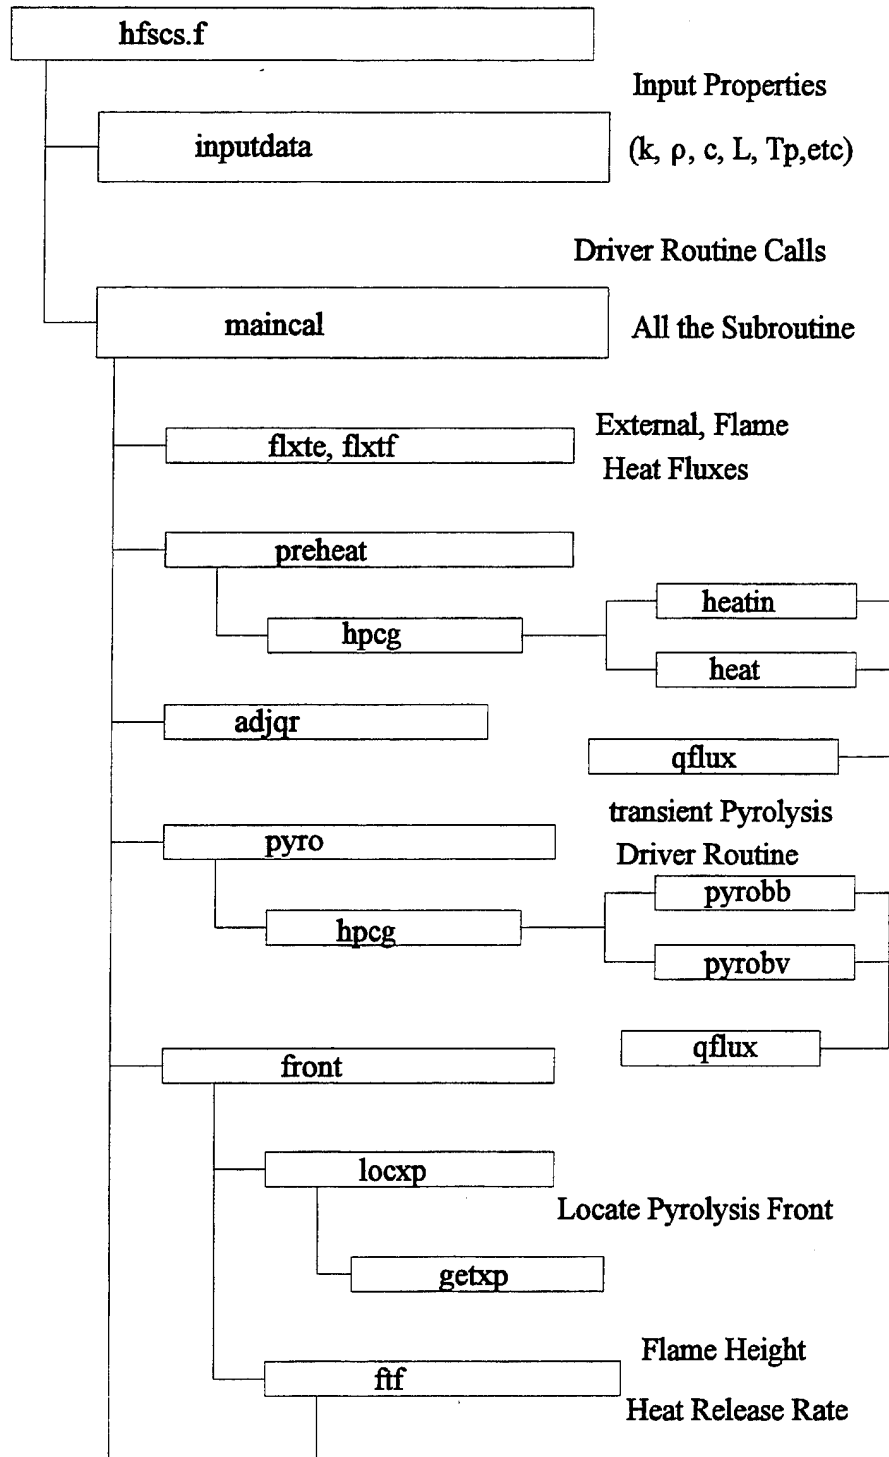 hfscs.f
Input Properties
inputdata
(k, ρ, c, L, Tp,etc)
Driver Routine Calls
maincal
All the Subroutine
External, Flame
flxte, flxtf
Heat Fluxes
preheat
heatin
hpcg
heat
adjqr
qflux
transient Pyrolysis
pyro
Driver Routine
pyrobb
hpcg
pyrobv
qflux
front
locxp
Locate Pyrolysis Front
getxp
Flame Height
ftf
Heat Release Rate